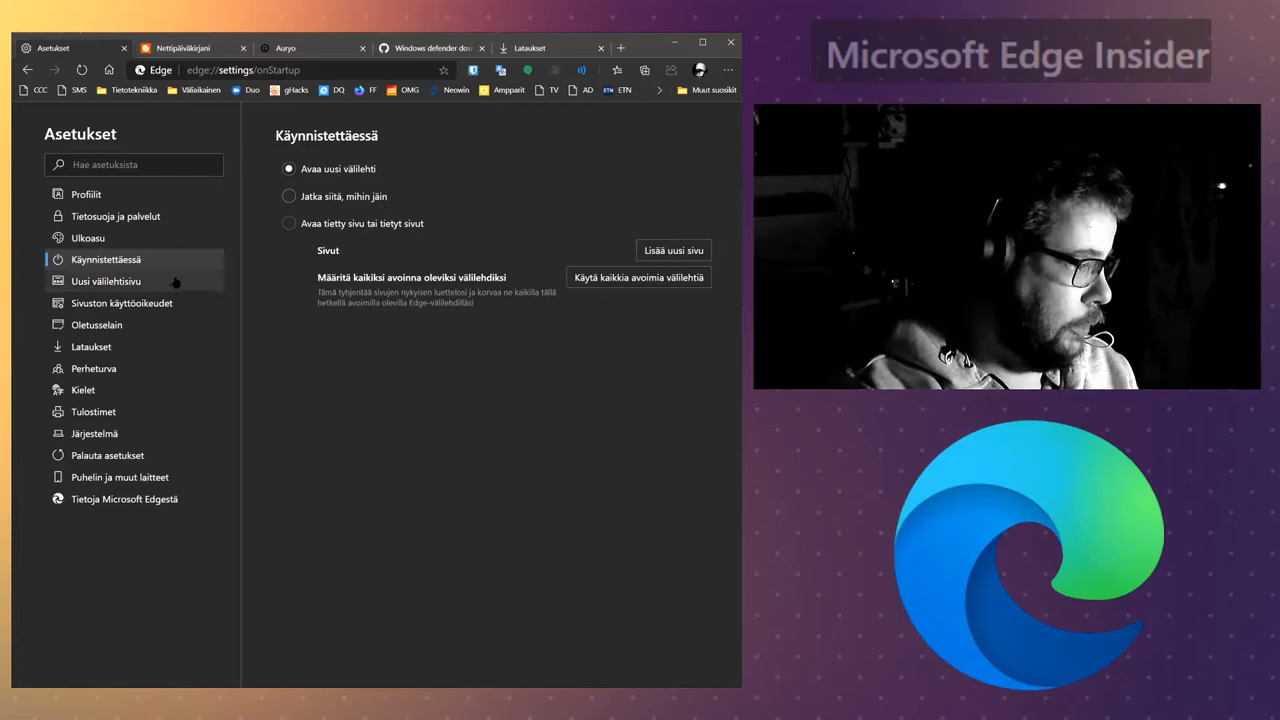 Asetukset
Nettipäiväkirjani
Auryo
Windows defender dos
Lataukset
Edge
edge://settings/onStartup
CCC
SMS
Tietotekniikka
Väliaikainen
Duo
gHacks
DQ
FF
OMG
Neowin
Ampparit
TV
AD
ETN
ETN
Muut suosikit
Microsoft Edge Insider
Asetukset
Hae asetuksista
Profiilit
Tietosuoja ja palvelut
Ulkoasu
Käynnistettäessä
Uusi välilehtisivu
Sivuston käyttöoikeudet
Oletusselain
Lataukset
Perheturva
Kielet
Tulostimet
Järjestelmä
Palauta asetukset
Puhelin ja muut laitteet
Tietoja Microsoft Edgestä
Käynnistettäessä
Avaa uusi välilehti
Jatka siitä, mihin jäin
Avaa tietty sivu tai tietyt sivut
Sivut
Lisää uusi sivu
Määritä kaikiksi avoinna oleviksi välilehdiksi
Käytä kaikkia avoimia välilehtiä
Tämä tyhjentää sivujen nykyisen luettelosi ja korvaa ne kaikilla tällä
hetkellä avoimilla olevilla Edge-välilehdilläsi